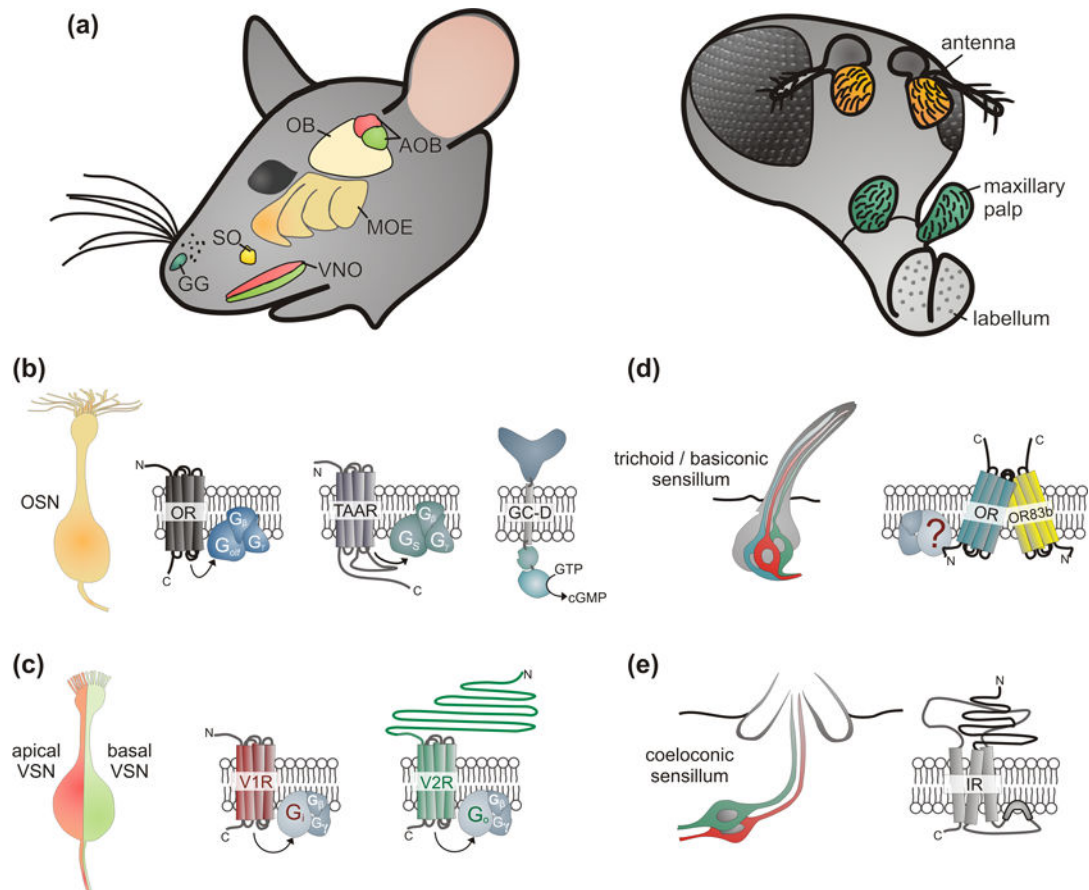 (a)
OB
AOB
MOE
SO
GG
VNO
antenna
maxillary
palp
labellum
(b)
OSN
N
OR
C
Gβ
Golf
Gγ
N
TAAR
Gβ
GS
Gγ
C
GC-D
GTP
cGMP
(d)
trichoid / basiconic
sensillum
C
C
OR
OR83b
?
N
N
(c)
apical
VSN
basal
VSN
N
V1R
C
Gi
Gβ
Gγ
N
V2R
C
Go
Gβ
Gγ
(e)
coeloconic
sensillum
N
IR
C